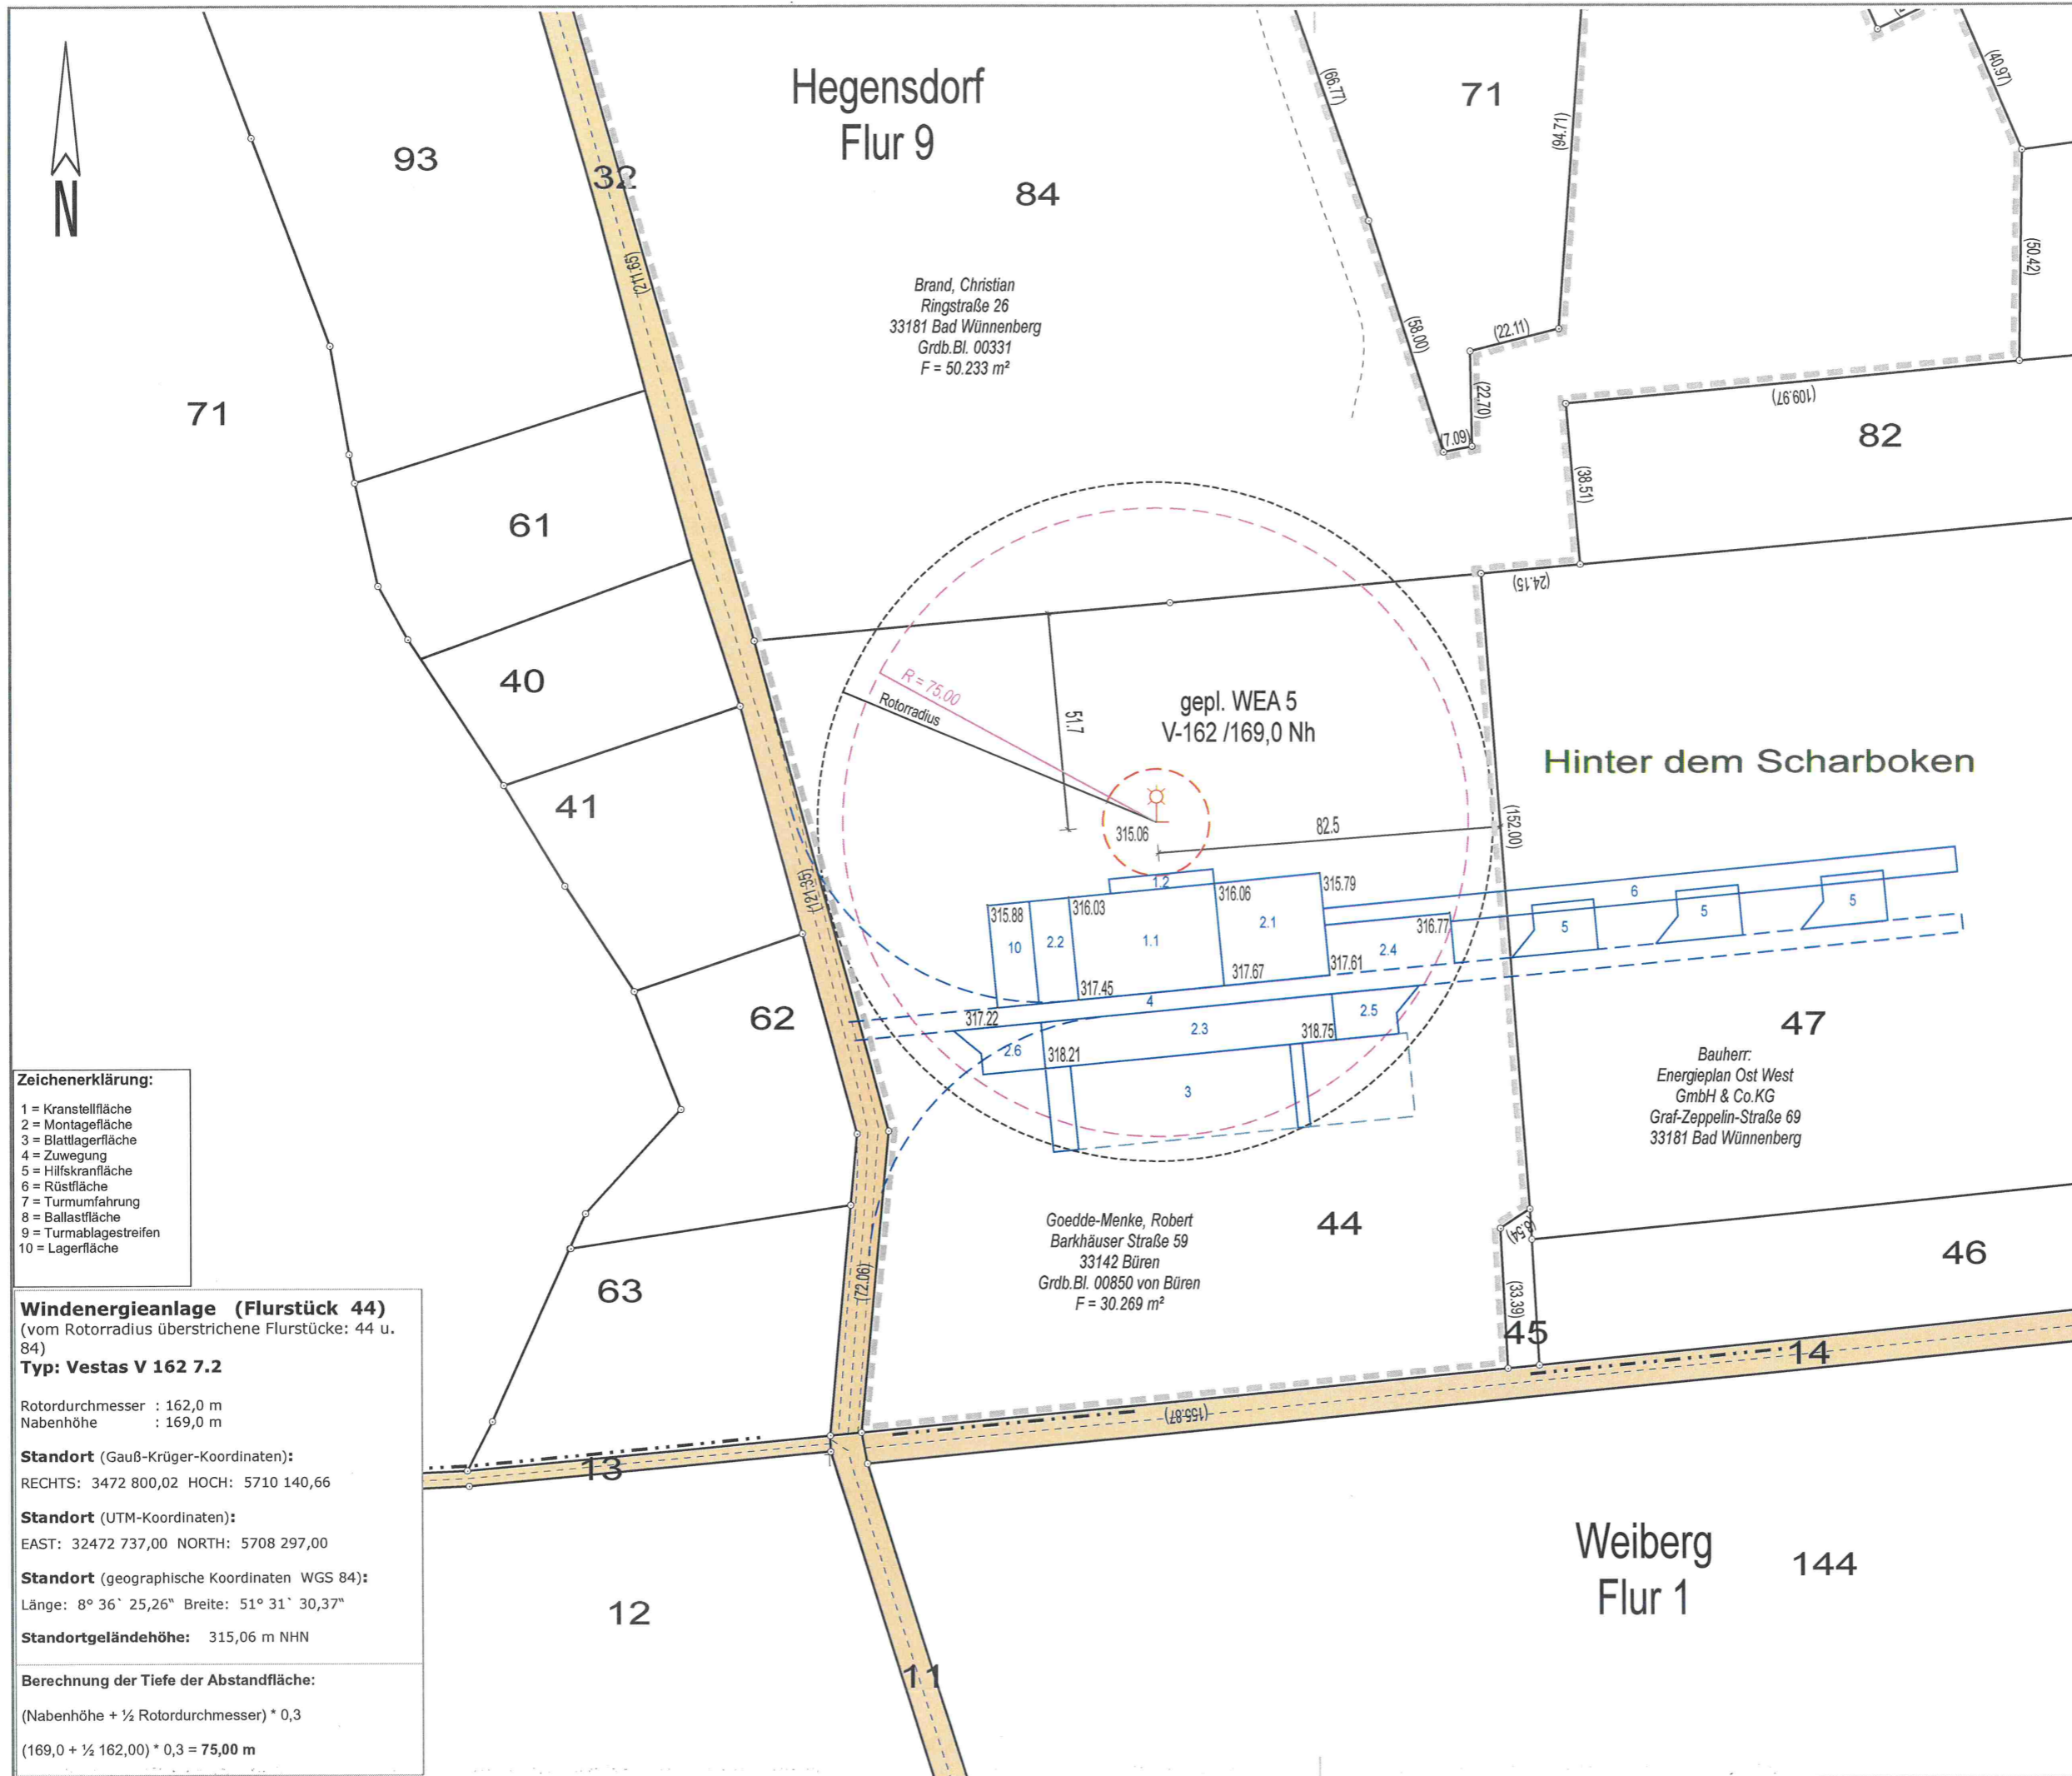 N
Hegensdorf
Flur 9
93
32
84
71
(66.77)
(94.71)
(40.97)
(50.42)
(211.65)
Brand, Christian
Ringstraße 26
33181 Bad Wünnenberg
Grdb.Bl. 00331
F = 50.233 m²
(58.00)
(22.11)
(22.70)
(7.09)
(109.97)
82
(38.51)
71
61
(24.15)
40
R = 75.00
Rotorradius
51.7
gepl. WEA 5
V-162 /169,0 Nh
Hinter dem Scharboken
41
315.06
82.5
(152.00)
(121.35)
1.2
315.88
316.03
316.06
315.79
6
10
2.2
1.1
2.1
2.4
316.77
5
5
5
317.45
317.67
317.61
62
317.22
4
2.3
2.5
318.75
2.6
318.21
3
47
Bauherr:
Energieplan Ost West
GmbH & Co.KG
Graf-Zeppelin-Straße 69
33181 Bad Wünnenberg
Zeichenerklärung:
1 = Kranstellfläche
2 = Montagefläche
3 = Blattlagerfläche
4 = Zuwegung
5 = Hilfskranfläche
6 = Rüstfläche
7 = Turmumfahrung
8 = Ballastfläche
9 = Turmablagestreifen
10 = Lagerfläche
Goedde-Menke, Robert
Barkhäuser Straße 59
33142 Büren
Grdb.Bl. 00850 von Büren
F = 30.269 m²
44
(8.54)
46
63
(72.06)
(33.39)
45
14
(155.87)
13
Windenergieanlage (Flurstück 44)
(vom Rotorradius überstrichene Flurstücke: 44 u.
84)
Typ: Vestas V 162 7.2
Rotordurchmesser : 162,0 m
Nabenhöhe : 169,0 m
Standort (Gauß-Krüger-Koordinaten):
RECHTS: 3472 800,02 HOCH: 5710 140,66
Standort (UTM-Koordinaten):
EAST: 32472 737,00 NORTH: 5708 297,00
Standort (geographische Koordinaten WGS 84):
Länge: 8° 36` 25,26" Breite: 51° 31` 30,37"
Standortgeländehöhe: 315,06 m NHN
Berechnung der Tiefe der Abstandfläche:
(Nabenhöhe + ½ Rotordurchmesser) * 0,3
(169,0 + ½ 162,00) * 0,3 = 75,00 m
12
11
Weiberg
Flur 1
144